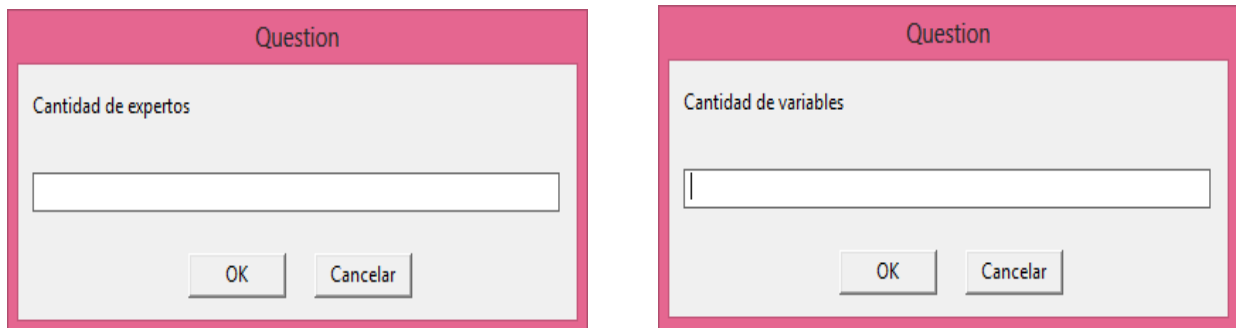 Question
Cantidad de expertos
OK Cancelar
Question
Cantidad de variables
OK Cancelar